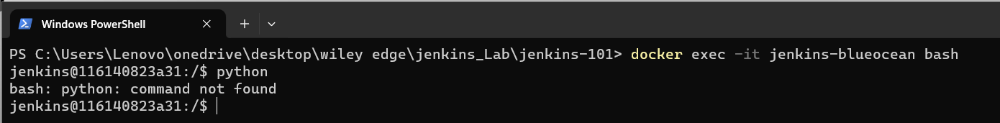 Windows PowerShell
PS C:\Users\Lenovo\onedrive\desktop\wiley edge\jenkins_Lab\jenkins-101> docker exec -it jenkins-blueocean bash
jenkins@116140823a31:/$ python
bash: python: command not found
jenkins@116140823a31:/$